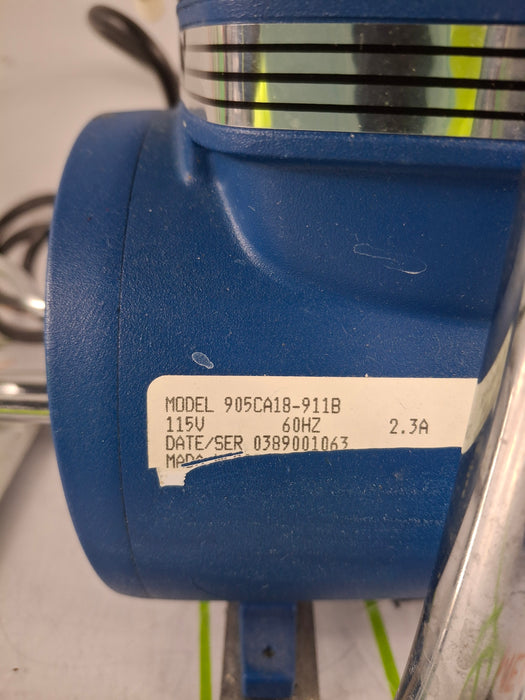 MODEL 905CA18-911B
115V 60HZ 2.3A
DATE/SER 0389001063